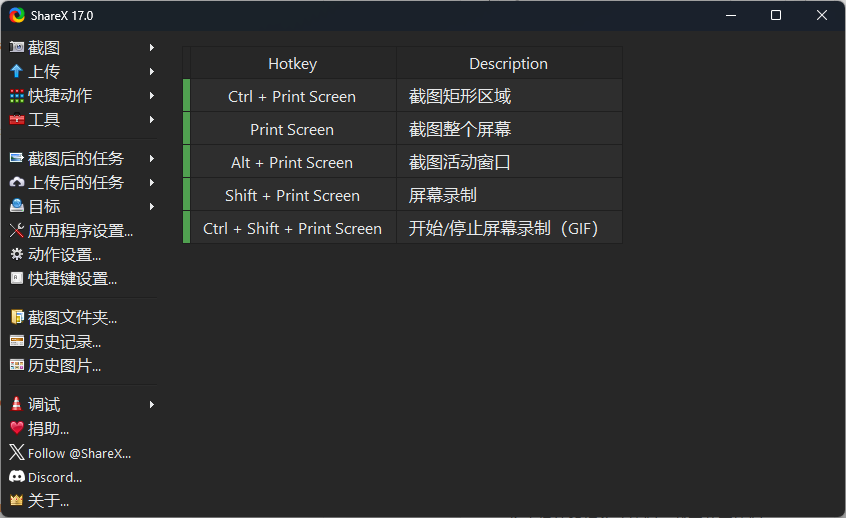 ShareX 17.0
截图
上传
快捷动作
工具
截图后的任务
上传后的任务
目标
应用程序设置...
动作设置...
快捷键设置...
截图文件夹...
历史记录...
历史图片...
调试
捐助...
Follow @ShareX...
Discord...
关于...
Hotkey Description
Ctrl + Print Screen 截图矩形区域
Print Screen 截图整个屏幕
Alt + Print Screen 截图活动窗口
Shift + Print Screen 屏幕录制
Ctrl + Shift + Print Screen 开始/停止屏幕录制（GIF）